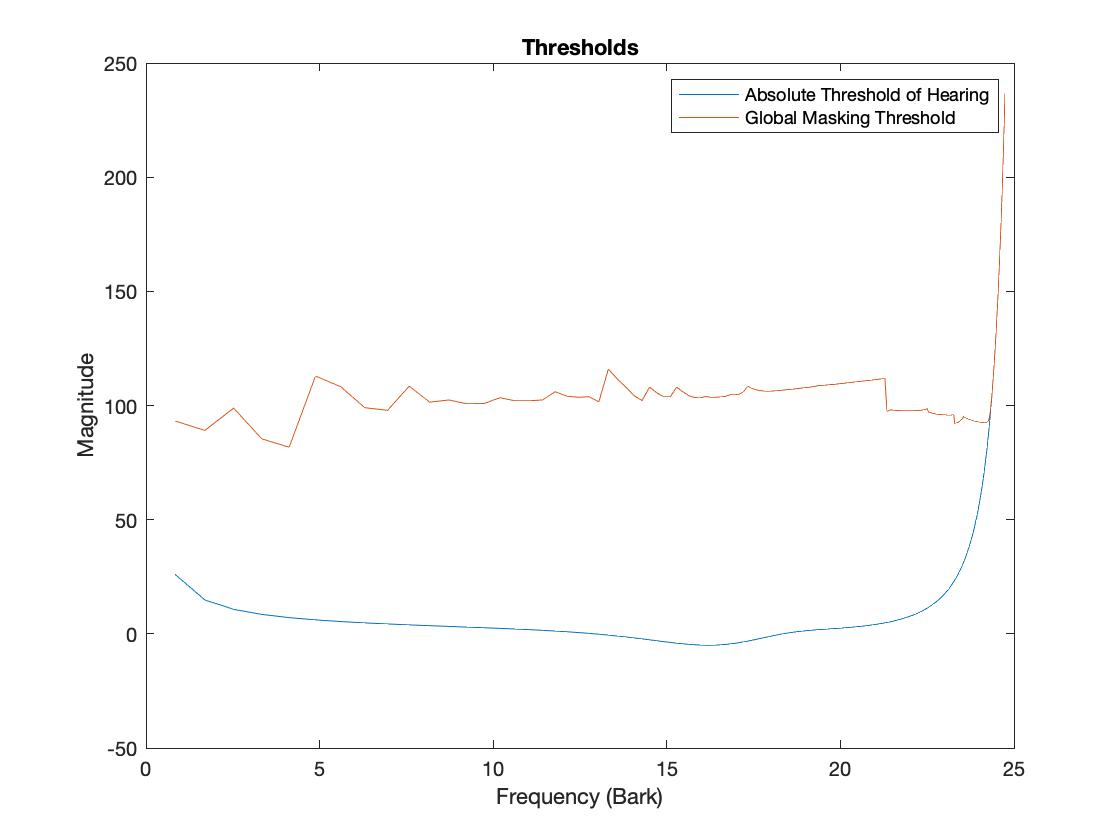 Thresholds
Absolute Threshold of Hearing
Global Masking Threshold
250
200
150
100
50
0
-50
Magnitude
0 5 10 15 20 25
Frequency (Bark)